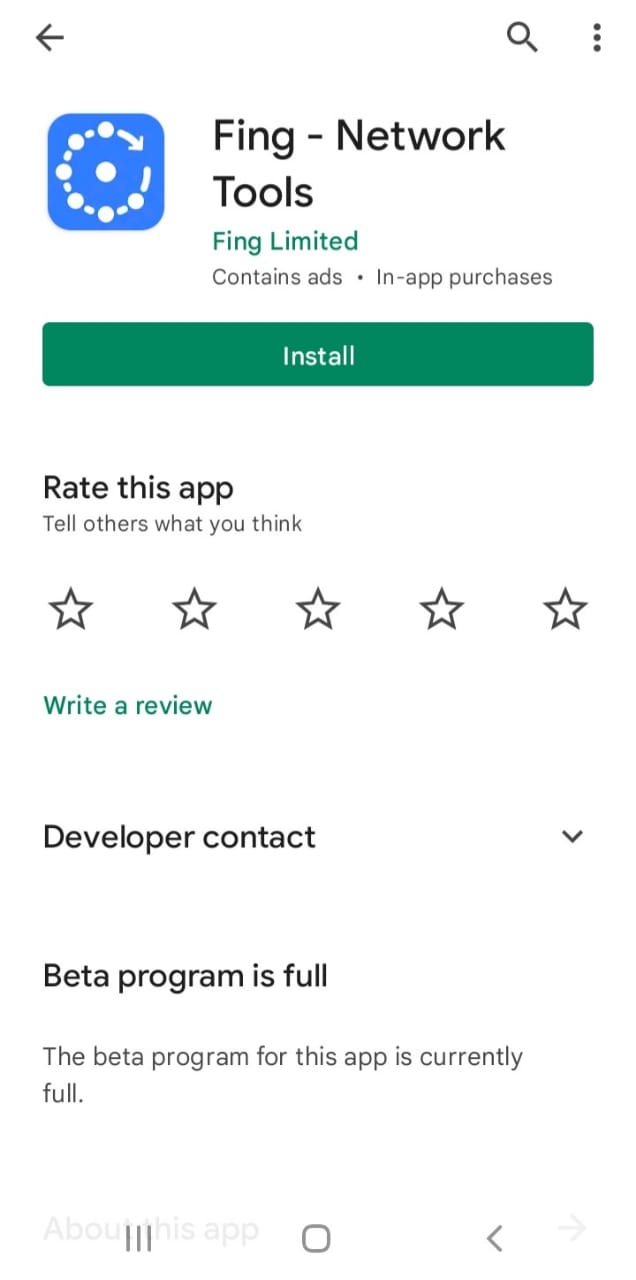 Fing - Network
Tools
Fing Limited
Contains ads • In-app purchases
Install
Rate this app
Tell others what you think
Write a review
Developer contact
Beta program is full
The beta program for this app is currently
full.
About this app